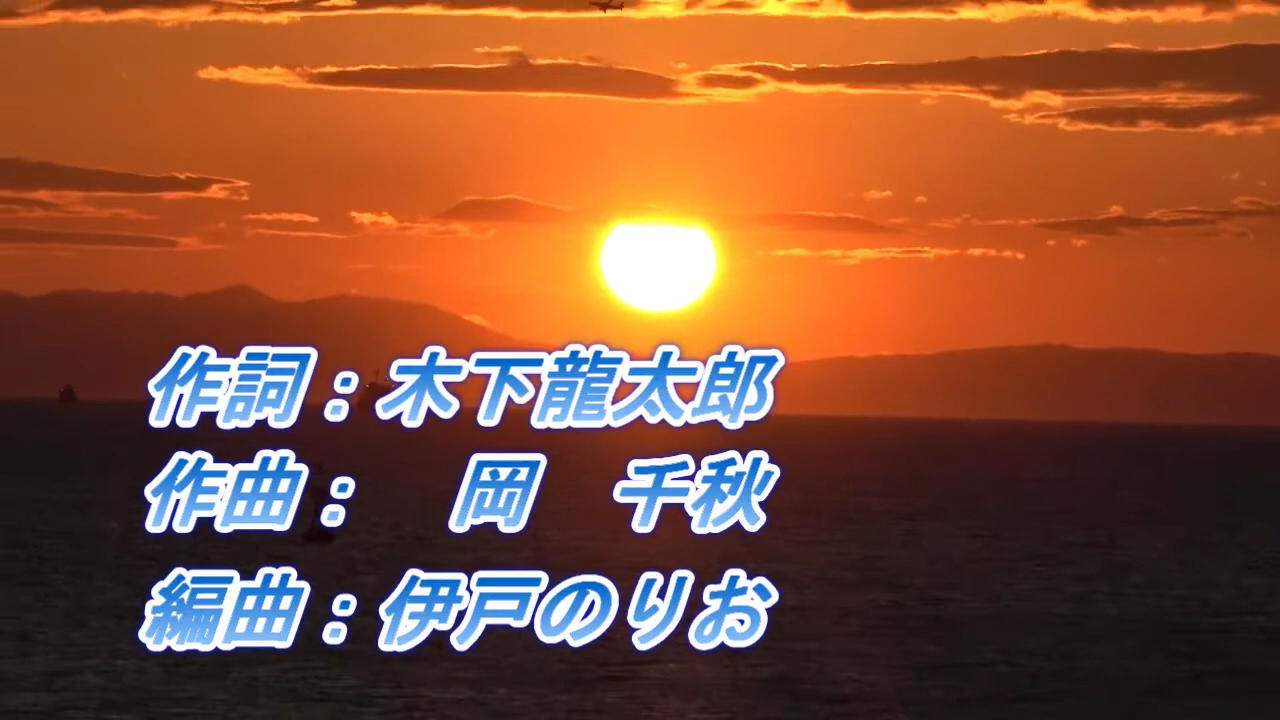 作詞：木下龍太郎
作曲：　岡　千秋
編曲：伊戸のりお